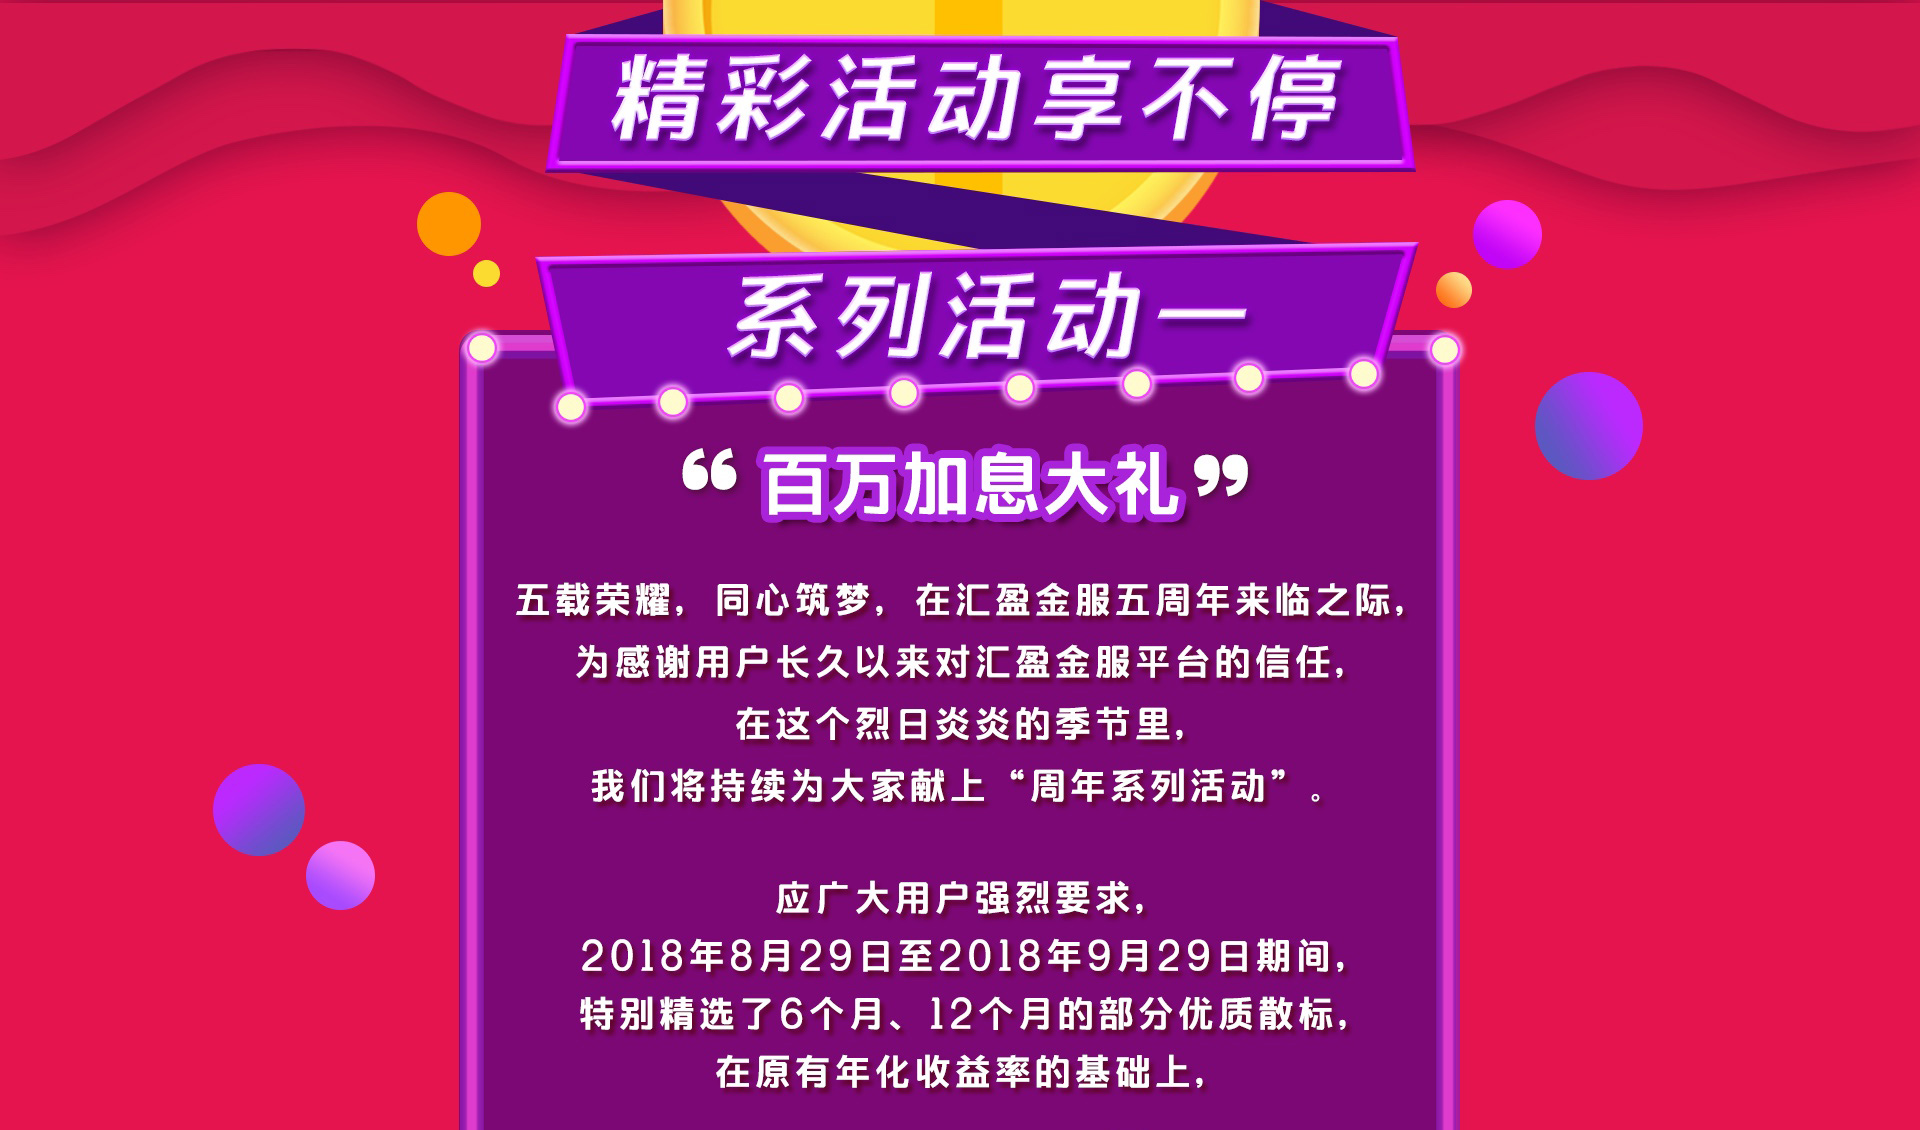 精彩活动享不停
系列活动一
“百万加息大礼”
五载荣耀，同心筑梦，在汇盈金服五周年来临之际，
为感谢用户长久以来对汇盈金服平台的信任，
在这个烈日炎炎的季节里，
我们将持续为大家献上“周年系列活动”。
应广大用户强烈要求，
2018年8月29日至2018年9月29日期间，
特别精选了6个月、12个月的部分优质散标，
在原有年化收益率的基础上，